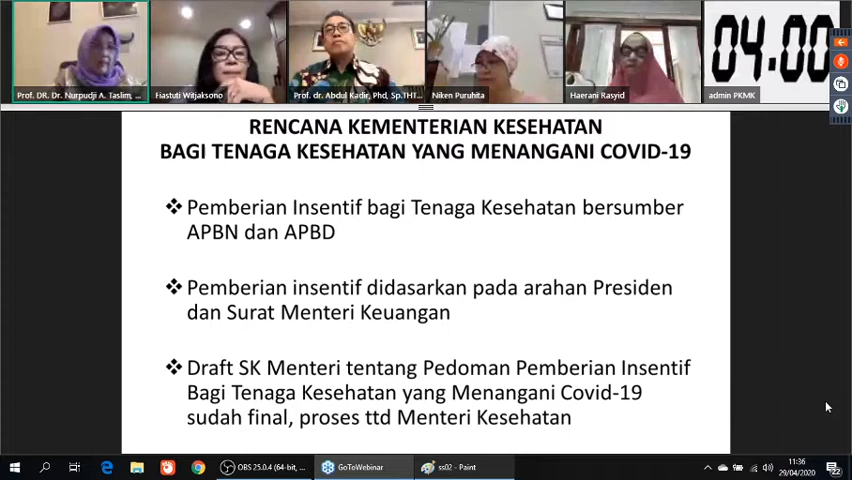 Prof. DR. Dr. Nurpudji A. Taslim, ...
Fiastuti Witjaksono
Prof. dr. Abdul Kadir, Phd, Sp.THT...
Niken Puruhita
Haerani Rasyid
04.00
admin PKMK
RENCANA KEMENTERIAN KESEHATAN
BAGI TENAGA KESEHATAN YANG MENANGANI COVID-19
❖ Pemberian Insentif bagi Tenaga Kesehatan bersumber
APBN dan APBD
❖ Pemberian insentif didasarkan pada arahan Presiden
dan Surat Menteri Keuangan
❖ Draft SK Menteri tentang Pedoman Pemberian Insentif
Bagi Tenaga Kesehatan yang Menangani Covid-19
sudah final, proses ttd Menteri Kesehatan
OBS 25.0.4 (64-bit, ...
GoToWebinar
ss02 - Paint
11:36
29/04/2020
22